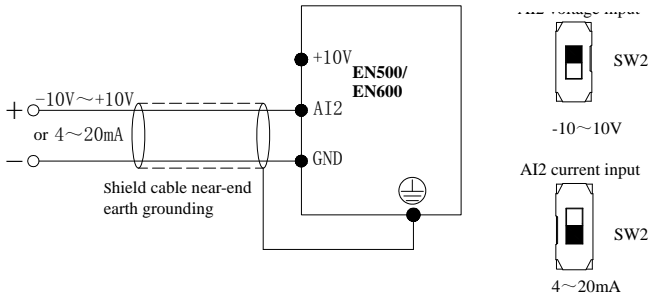 AI2 voltage input
+10V
EN500/
EN600
SW2
+
-10V～+10V
AI2
or 4～20mA
-10～10V
−
GND
AI2 current input
Shield cable near-end
earth grounding
SW2
4～20mA